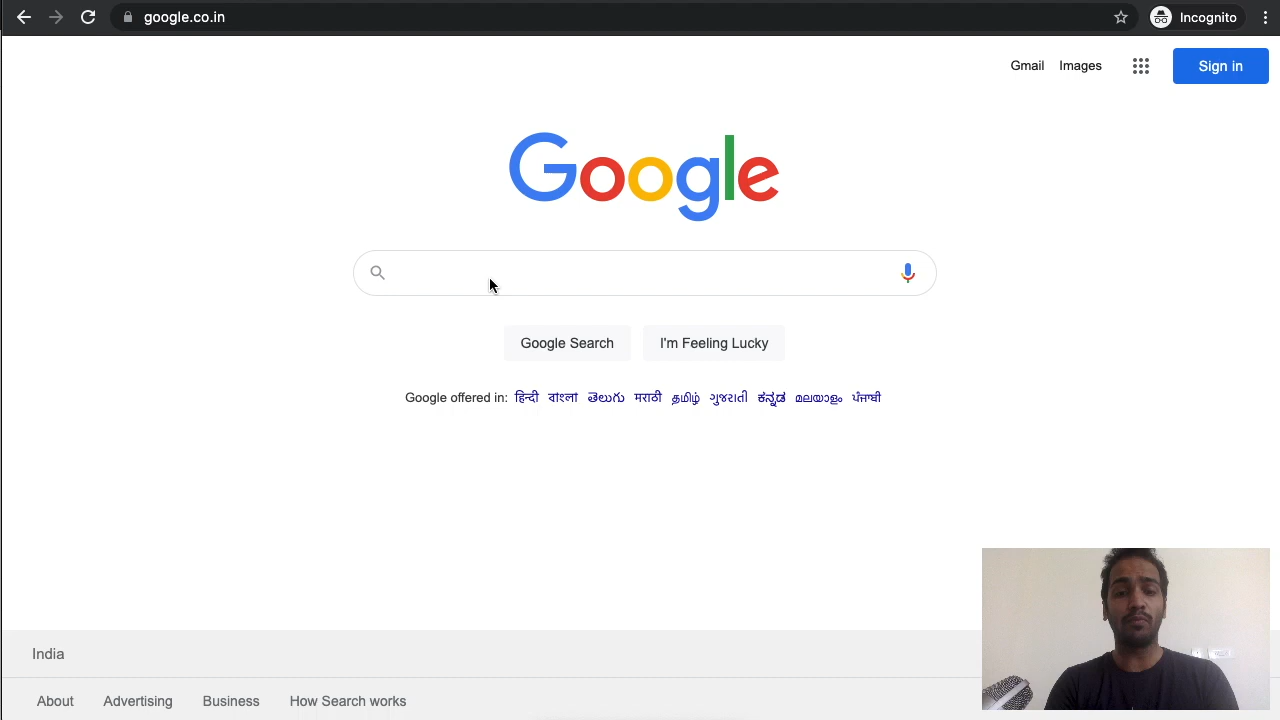 google.co.in
Incognito
Gmail Images Sign in
Google
Google Search I'm Feeling Lucky
Google offered in: हिन्दी বাংলা తెలుగు मराठी தமிழ் ગુજરાતી ಕನ್ನಡ മലയാളം ਪੰਜਾਬੀ
India
About Advertising Business How Search works